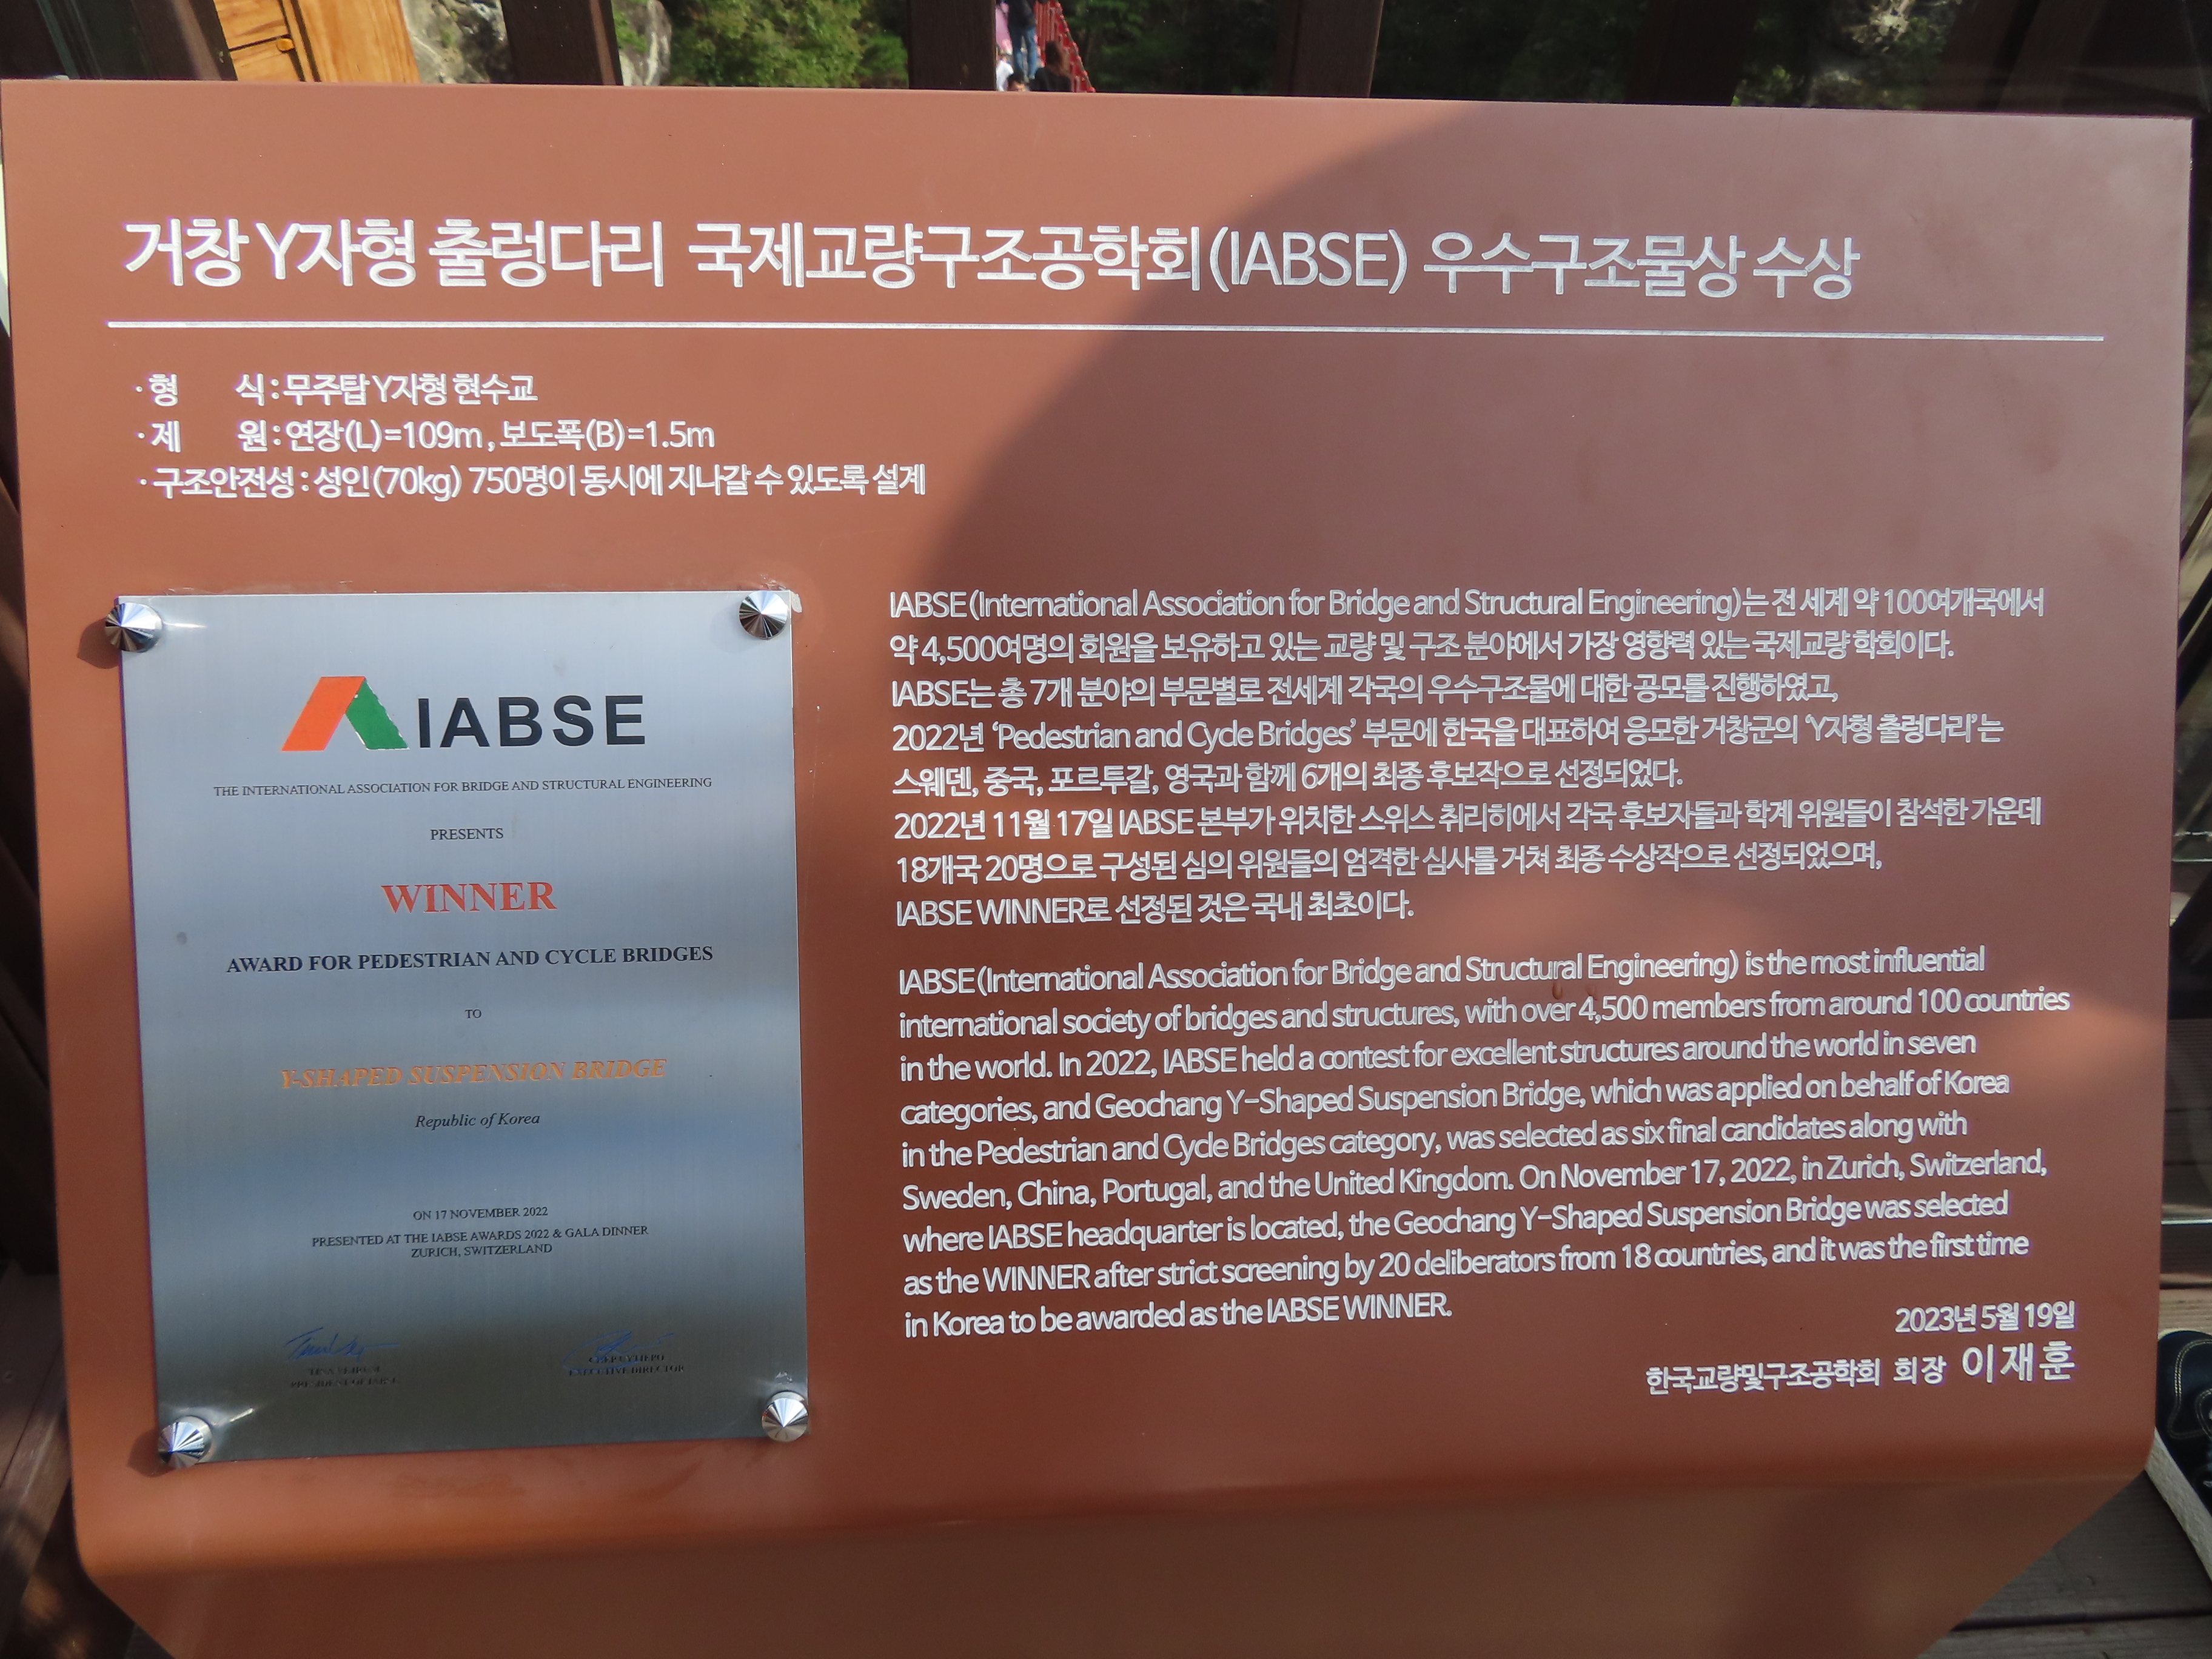 거창 Y자형 출렁다리 국제교량구조공학회(IABSE) 우수구조물상 수상
· 형 식 : 무주탑 Y자형 현수교
· 제 원 : 연장(L)=109m , 보도폭(B)=1.5m
· 구조안전성 : 성인(70kg) 750명이 동시에 지나갈 수 있도록 설계
IABSE
THE INTERNATIONAL ASSOCIATION FOR BRIDGE AND STRUCTURAL ENGINEERING
PRESENTS
WINNER
AWARD FOR PEDESTRIAN AND CYCLE BRIDGES
TO
Y-SHAPED SUSPENSION BRIDGE
Republic of Korea
ON 17 NOVEMBER 2022
PRESENTED AT THE IABSE AWARDS 2022 & GALA DINNER
ZURICH, SWITZERLAND
PRESIDENT OF IABSE
EXECUTIVE DIRECTOR
IABSE(International Association for Bridge and Structural Engineering)는 전 세계 약 100여개국에서
약 4,500여명의 회원을 보유하고 있는 교량 및 구조 분야에서 가장 영향력 있는 국제교량 학회이다.
IABSE는 총 7개 분야의 부문별로 전세계 각국의 우수구조물에 대한 공모를 진행하였고,
2022년 ‘Pedestrian and Cycle Bridges’ 부문에 한국을 대표하여 응모한 거창군의 ‘Y자형 출렁다리’는
스웨덴, 중국, 포르투갈, 영국과 함께 6개의 최종 후보작으로 선정되었다.
2022년 11월 17일 IABSE 본부가 위치한 스위스 취리히에서 각국 후보자들과 학계 위원들이 참석한 가운데
18개국 20명으로 구성된 심의 위원들의 엄격한 심사를 거쳐 최종 수상작으로 선정되었으며,
IABSE WINNER로 선정된 것은 국내 최초이다.
IABSE(International Association for Bridge and Structural Engineering) is the most influential
international society of bridges and structures, with over 4,500 members from around 100 countries
in the world. In 2022, IABSE held a contest for excellent structures around the world in seven
categories, and Geochang Y-Shaped Suspension Bridge, which was applied on behalf of Korea
in the Pedestrian and Cycle Bridges category, was selected as six final candidates along with
Sweden, China, Portugal, and the United Kingdom. On November 17, 2022, in Zurich, Switzerland,
where IABSE headquarter is located, the Geochang Y-Shaped Suspension Bridge was selected
as the WINNER after strict screening by 20 deliberators from 18 countries, and it was the first time
in Korea to be awarded as the IABSE WINNER.
2023년 5월 19일
한국교량및구조공학회 회장 이재훈